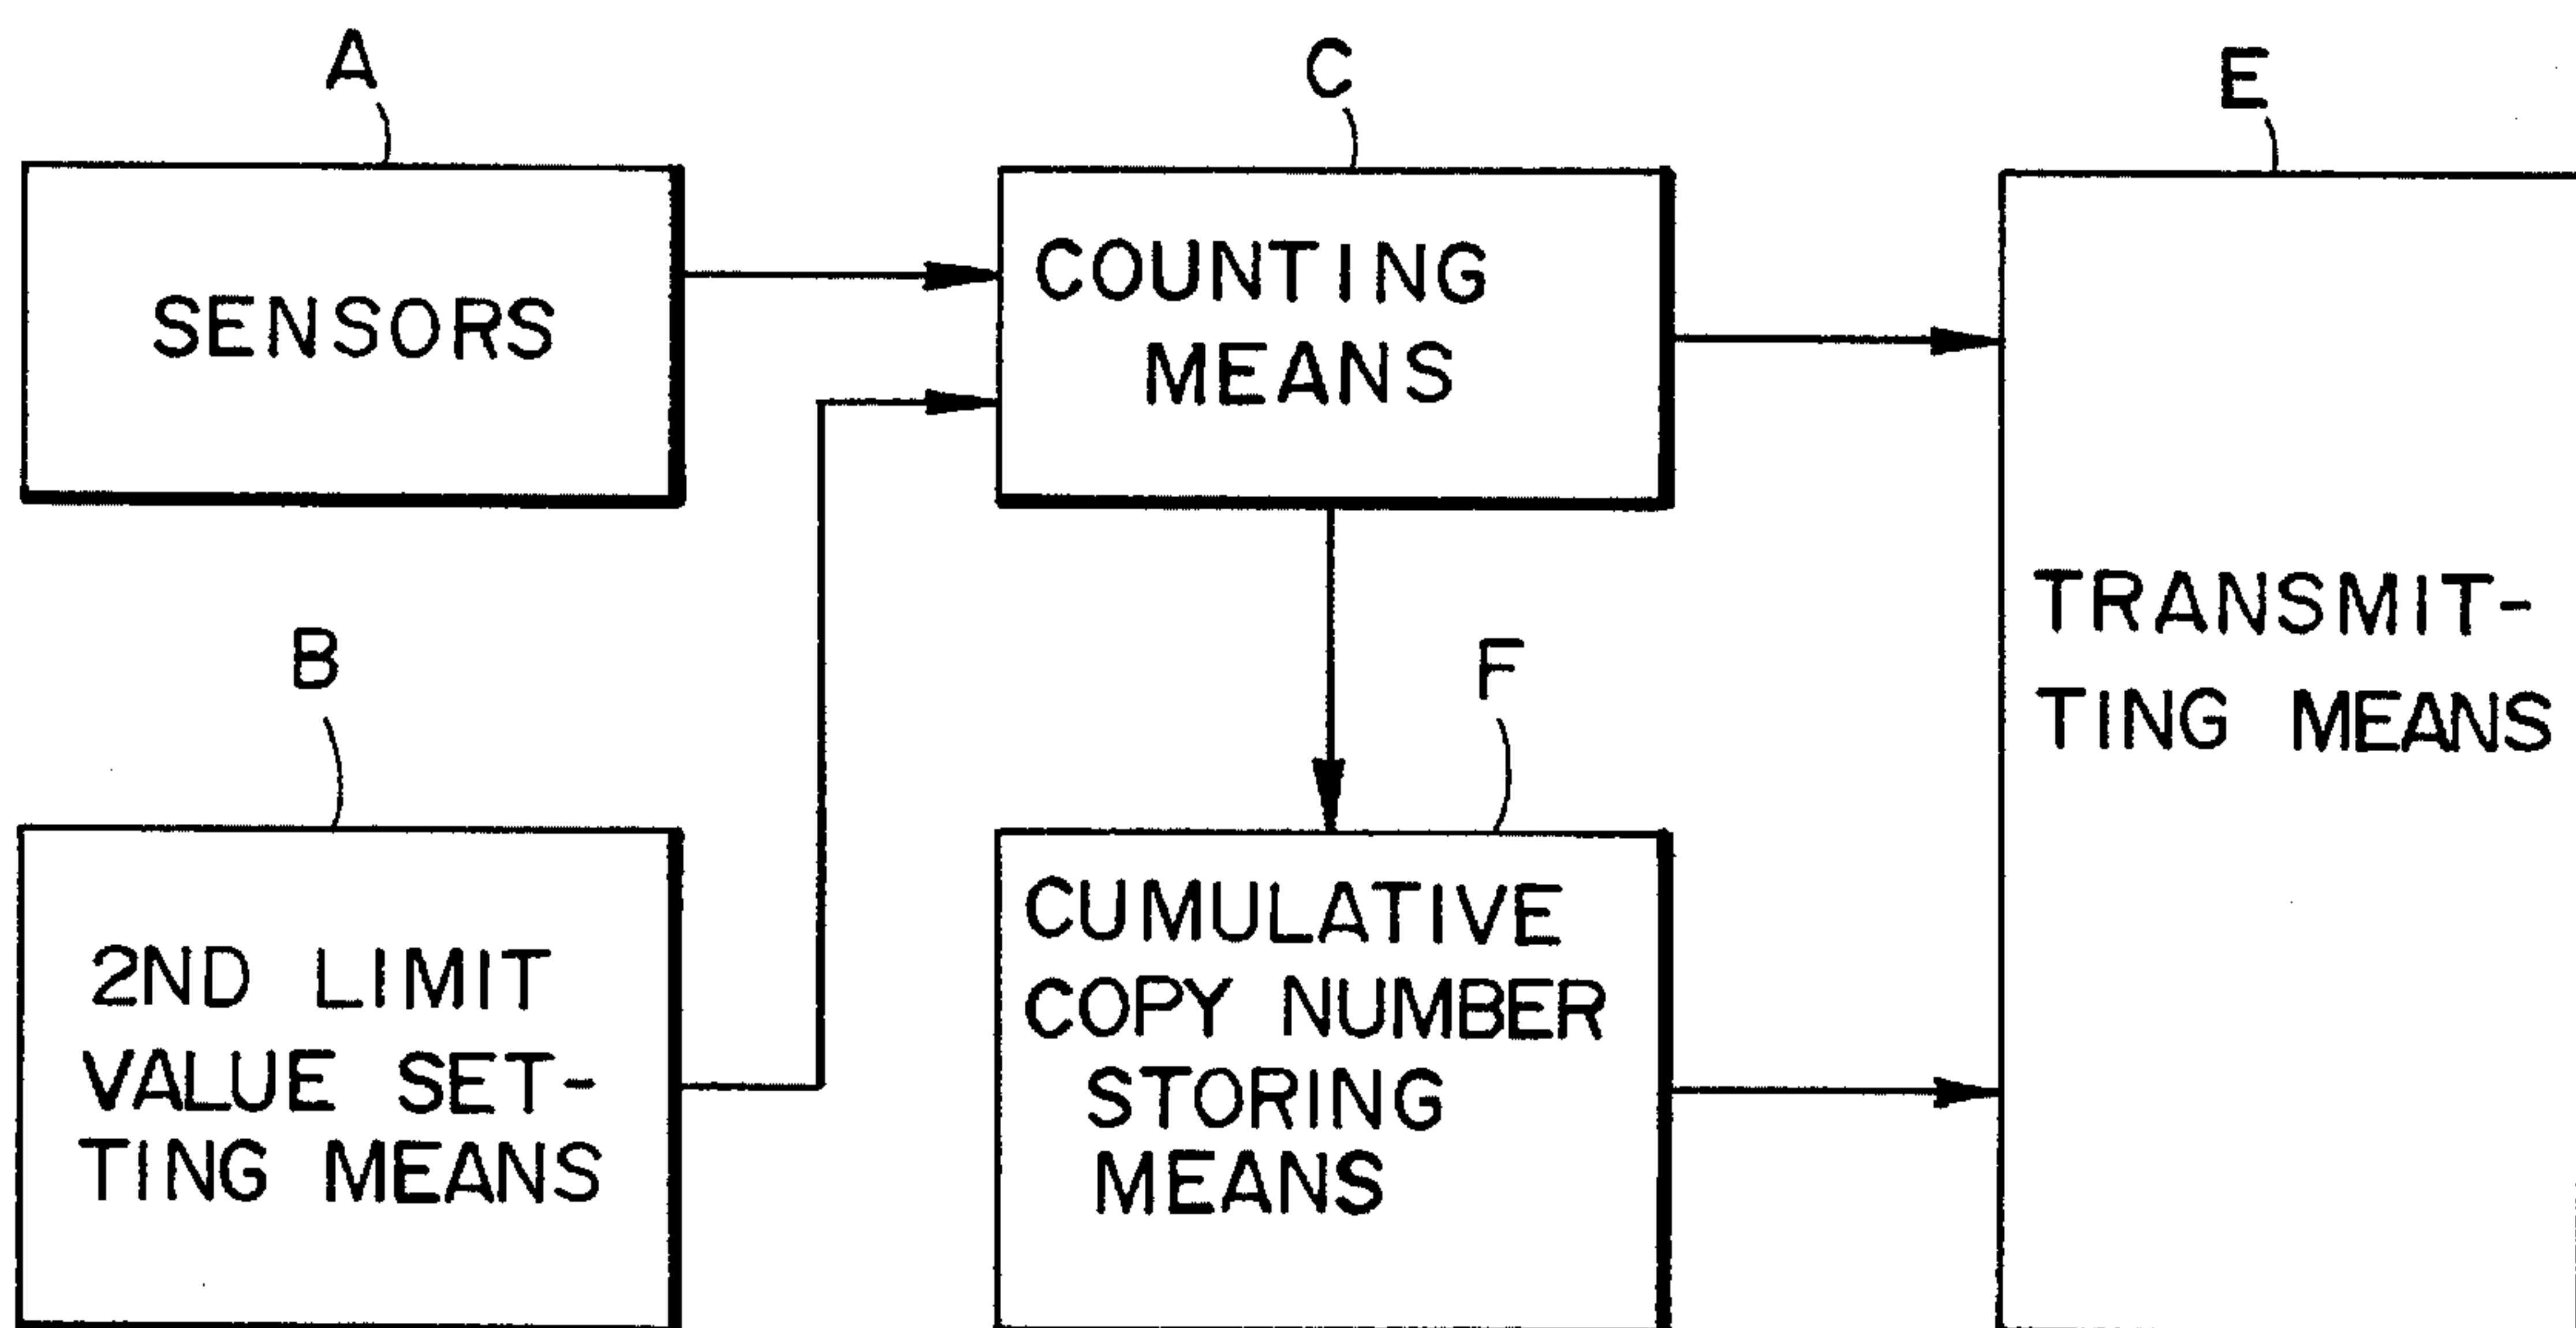 A
SENSORS
C
COUNTING
MEANS
E
TRANSMIT-
TING MEANS
B
2ND LIMIT
VALUE SET-
TING MEANS
F
CUMULATIVE
COPY NUMBER
STORING
MEANS